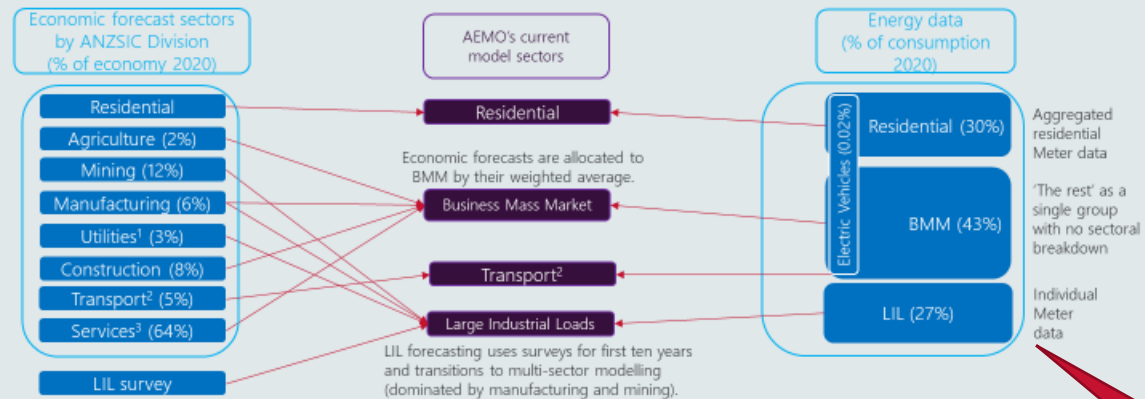 Economic forecast sectors
by ANZSIC Division
(% of economy 2020)
Residential
Agriculture (2%)
Mining (12%)
Manufacturing (6%)
Utilities¹ (3%)
Construction (8%)
Transport² (5%)
Services³ (64%)
LIL survey
AEMO's current
model sectors
Residential
Economic forecasts are allocated to
BMM by their weighted average.
Business Mass Market
Transport²
Large Industrial Loads
LIL forecasting uses surveys for first ten years
and transitions to multi-sector modelling
(dominated by manufacturing and mining).
Energy data
(% of consumption
2020)
Electric Vehicles (0.02%)
Residential (30%)
BMM (43%)
LIL (27%)
Aggregated
residential
Meter data
'The rest' as a
single group
with no sectoral
breakdown
Individual
Meter
data